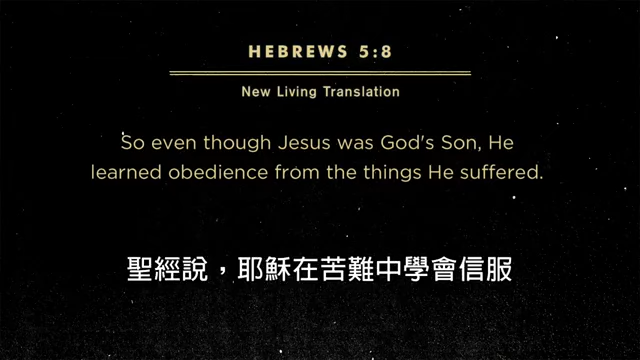 HEBREWS 5:8
New Living Translation
So even though Jesus was God's Son, He
learned obedience from the things He suffered.
聖經說，耶穌在苦難中學會信服